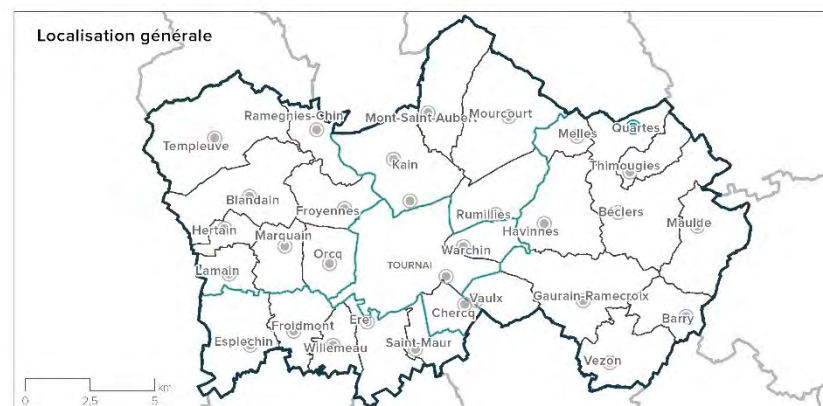 Localisation générale
Ramegnies-Chin
Mont-Saint-Aube
Mourcourt
Templeuve
Melles
Quartes
Kain
Thimougies
Blandain
Froyennes
Rumillies
Béclers
Hertain
Marquain
Havinnes
Maulde
Orcq
Warchin
Lamain
TOURNAI
Vaulx
Gaurain-Ramecroix
Chercq
Barry
Froidmont
Ere
Esplechin
Willemeau
Saint-Maur
Vezon
km
0 2,5 5